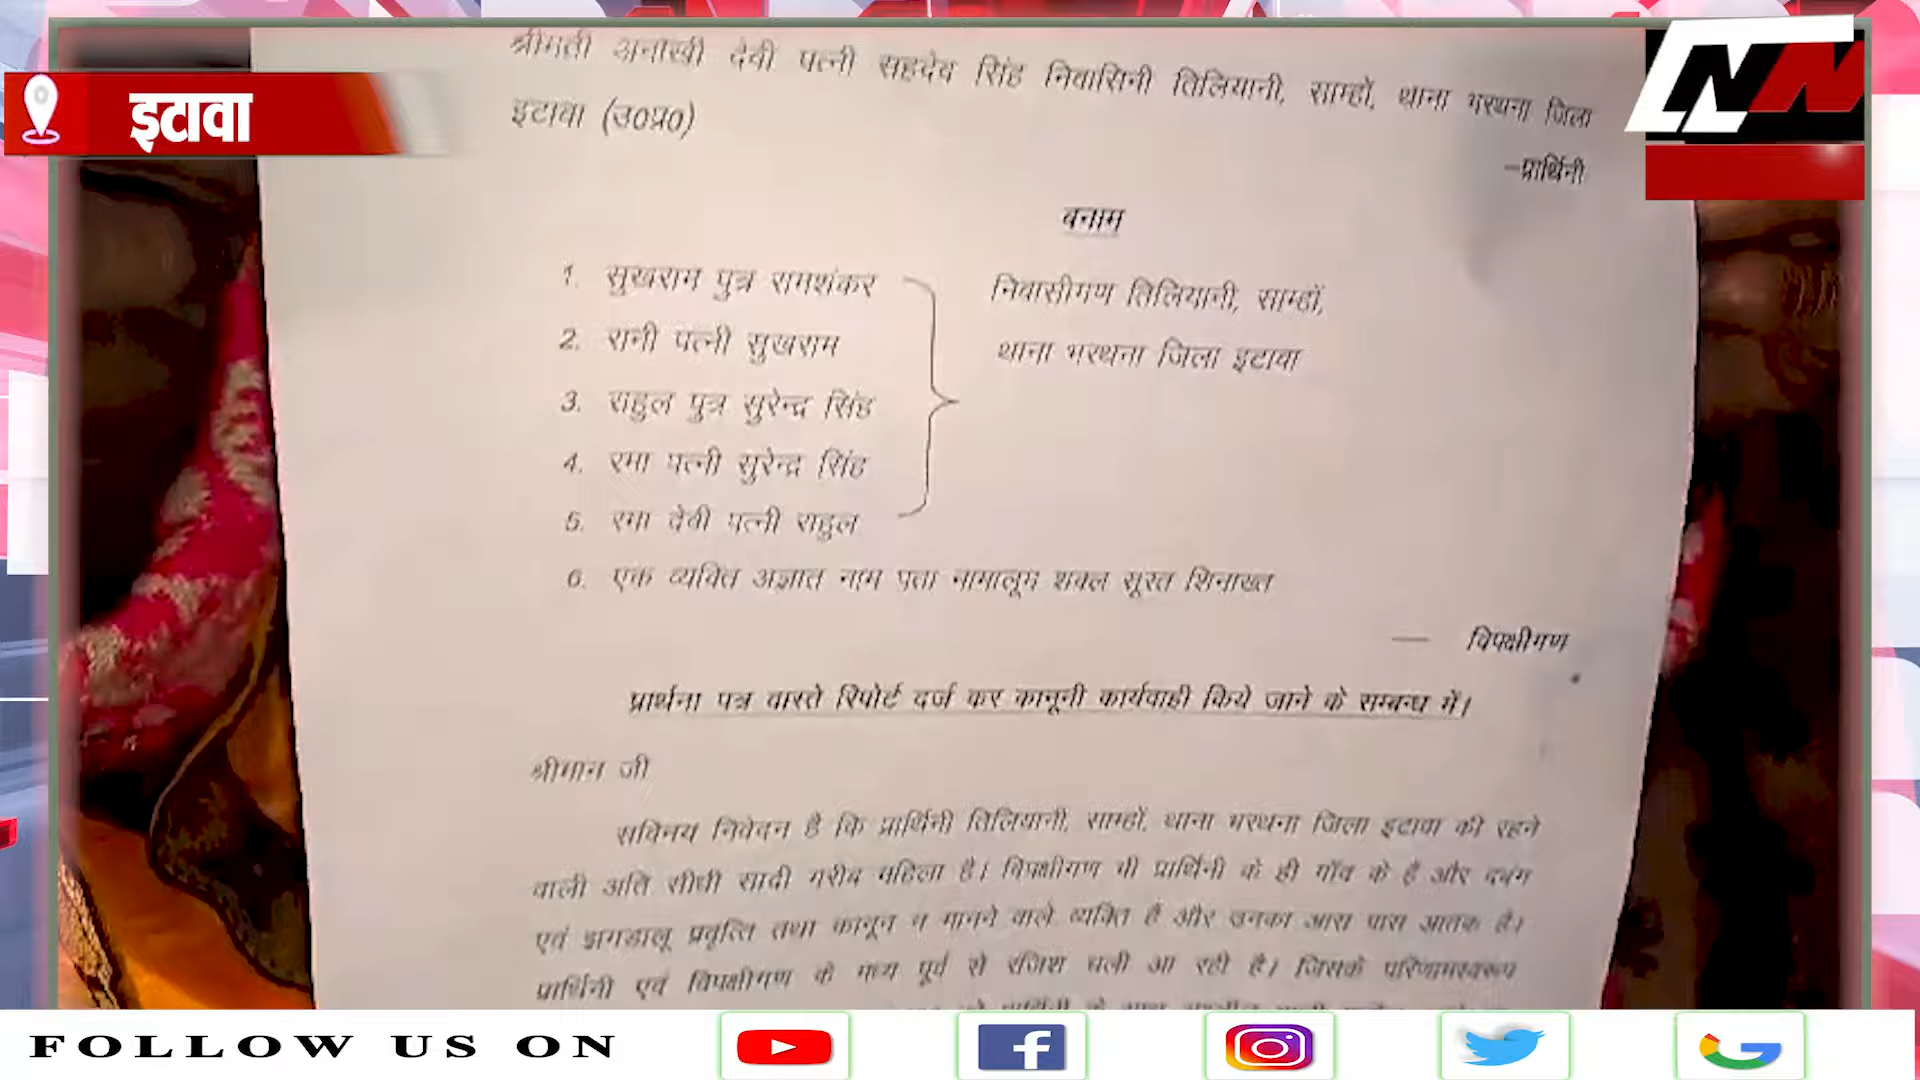 श्रीमती अनोखी देवी पत्नी सहदेव सिंह निवासिनी तिलियानी, साम्हों, थाना भरथना जिला
इटावा (उ0प्र0)
इटावा
NN
–प्रार्थिनी
बनाम
1. सुखराम पुत्र रामशंकर
2. रानी पत्नी सुखराम
3. राहुल पुत्र सुरेन्द्र सिंह
4. रमा पत्नी सुरेन्द्र सिंह
5. रमा देवी पत्नी राहुल
निवासीगण तिलियानी, साम्हों,
थाना भरथना जिला इटावा
6. एक व्यक्ति अज्ञात नाम पता नामालूम शक्ल सूरत शिनाख्त
— विपक्षीगण
प्रार्थना पत्र वास्ते रिपोर्ट दर्ज कर कानूनी कार्यवाही किये जाने के सम्बन्ध में।
श्रीमान जी
सविनय निवेदन है कि प्रार्थिनी तिलियानी, साम्हों, थाना भरथना जिला इटावा की रहने
वाली अति सीधी सादी गरीब महिला है। विपक्षीगण भी प्रार्थिनी के ही गॉव के है और दबंग
एवं झगडालू प्रवृत्ति तथा कानून न मानने वाले व्यक्ति हैं और उनका आस पास आतंक है।
प्रार्थिनी एवं विपक्षीगण के मध्य पूर्व से रंजिश चली आ रही है। जिसके परिणामस्वरूप
FOLLOW US ON